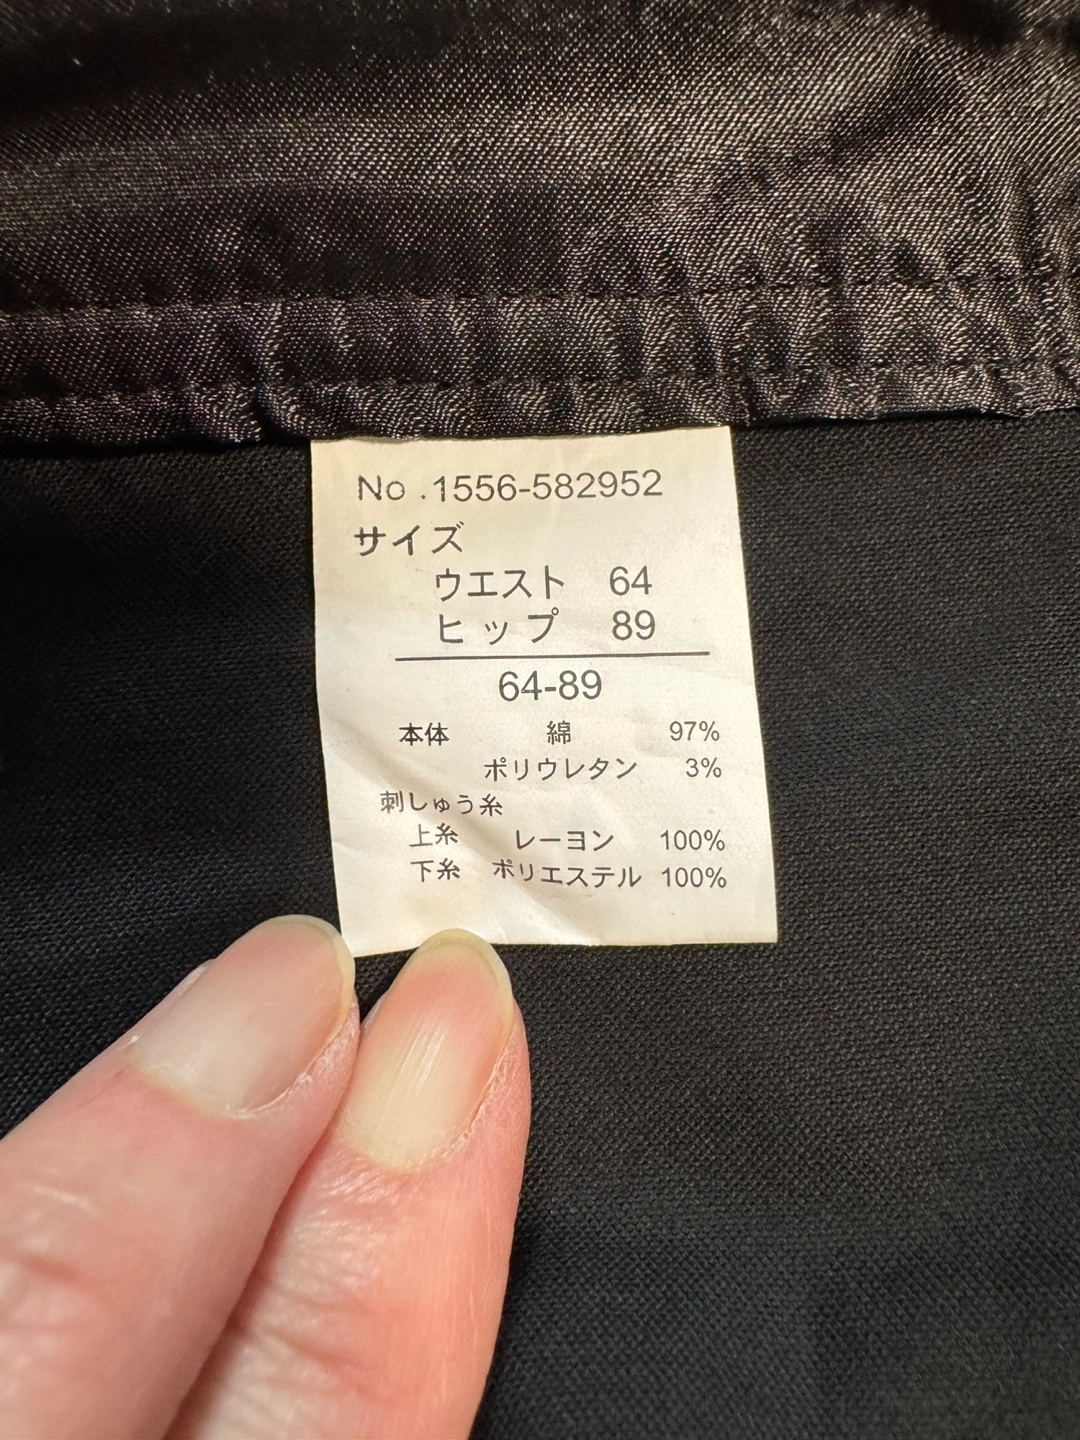 No .1556-582952
サイズ
ウエスト 64
ヒップ 89
64-89
本体 綿 97%
ポリウレタン 3%
刺しゅう糸
上糸 レーヨン 100%
下糸 ポリエステル 100%